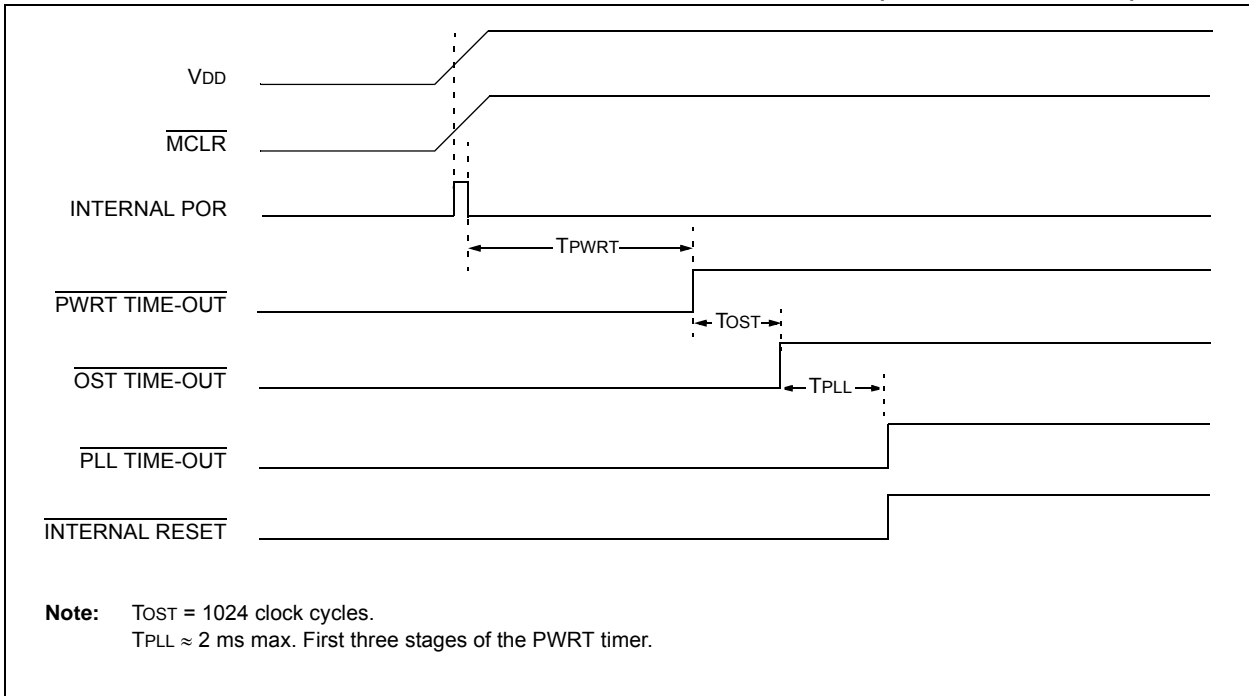 VDD
MCLR
INTERNAL POR
TPWRT
PWRT TIME-OUT
TOST
OST TIME-OUT
TPLL
PLL TIME-OUT
INTERNAL RESET
Note: TOST = 1024 clock cycles.
TPLL ≈ 2 ms max. First three stages of the PWRT timer.